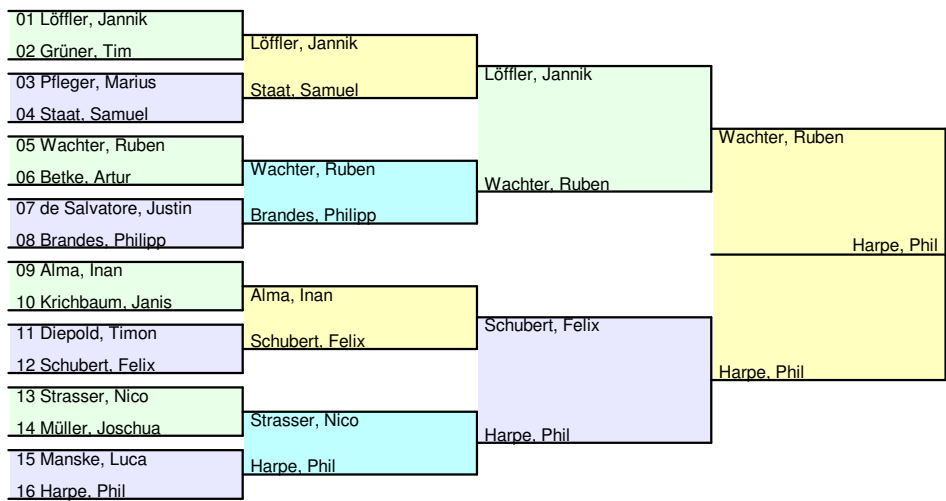 01 Löffler, Jannik
02 Grüner, Tim
03 Pfleger, Marius
04 Staat, Samuel
05 Wachter, Ruben
06 Betke, Artur
07 de Salvatore, Justin
08 Brandes, Philipp
09 Alma, Inan
10 Krichbaum, Janis
11 Diepold, Timon
12 Schubert, Felix
13 Strasser, Nico
14 Müller, Joschua
15 Manske, Luca
16 Harpe, Phil
Löffler, Jannik
Staat, Samuel
Wachter, Ruben
Brandes, Philipp
Alma, Inan
Schubert, Felix
Strasser, Nico
Harpe, Phil
Löffler, Jannik
Wachter, Ruben
Schubert, Felix
Harpe, Phil
Wachter, Ruben
Harpe, Phil
Harpe, Phil